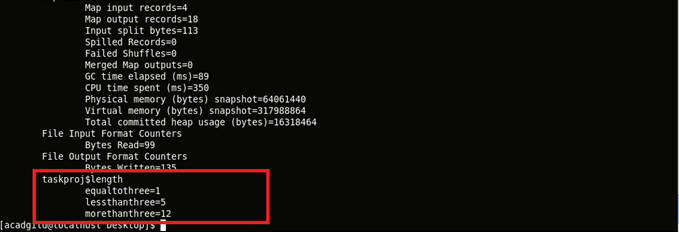 Map input records=4
Map output records=18
Input split bytes=113
Spilled Records=0
Failed Shuffles=0
Merged Map outputs=0
GC time elapsed (ms)=89
CPU time spent (ms)=350
Physical memory (bytes) snapshot=64061440
Virtual memory (bytes) snapshot=317988864
Total committed heap usage (bytes)=16318464
File Input Format Counters
Bytes Read=99
File Output Format Counters
Bytes Written=135
taskproj$length
equaltothree=1
lessthanthree=5
morethanthree=12
[acadgild@localhost Desktop]$